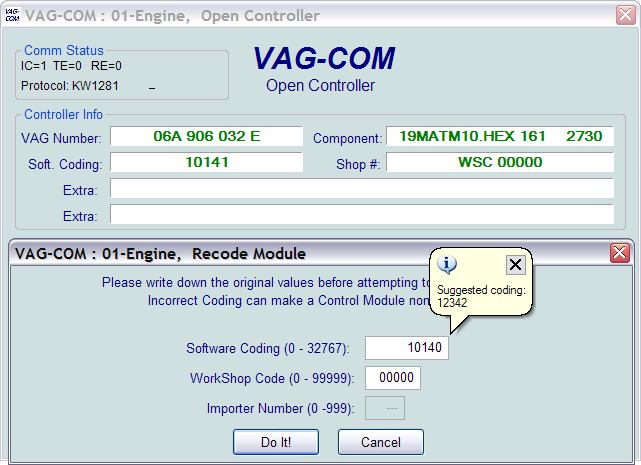 VAG-
COM
VAG-COM : 01-Engine,  Open Controller
Comm Status
IC=1  TE=0   RE=0
Protocol: KW1281      _
VAG-COM
Open Controller
Controller Info
VAG Number: 06A 906 032 E Component: 19MATM10.HEX 161     2730
Soft. Coding: 10141 Shop #: WSC 00000
Extra:
Extra:
VAG-COM : 01-Engine,  Recode Module
Please write down the original values before attempting to
Incorrect Coding can make a Control Module non
Suggested coding:
12342
Software Coding (0 - 32767): 10140
WorkShop Code (0 - 99999): 00000
Importer Number (0 -999): ---
Do It!
Cancel